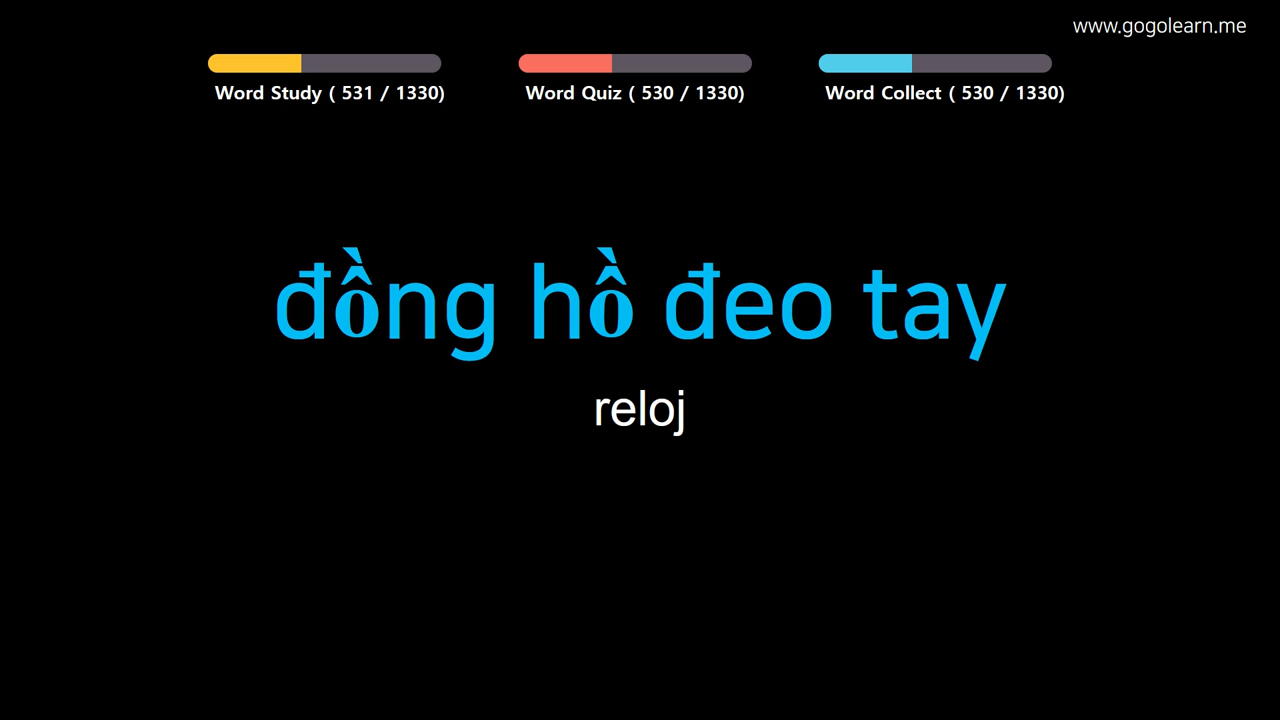 www.gogolearn.me
Word Study ( 531 / 1330)
Word Quiz ( 530 / 1330)
Word Collect ( 530 / 1330)
đồng hồ đeo tay
reloj